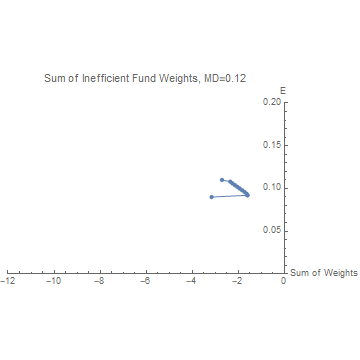 Sum of Inefficient Fund Weights, MD=0.12
E
0.20
0.15
0.10
0.05
Sum of Weights
−12 −10 −8 −6 −4 −2 0